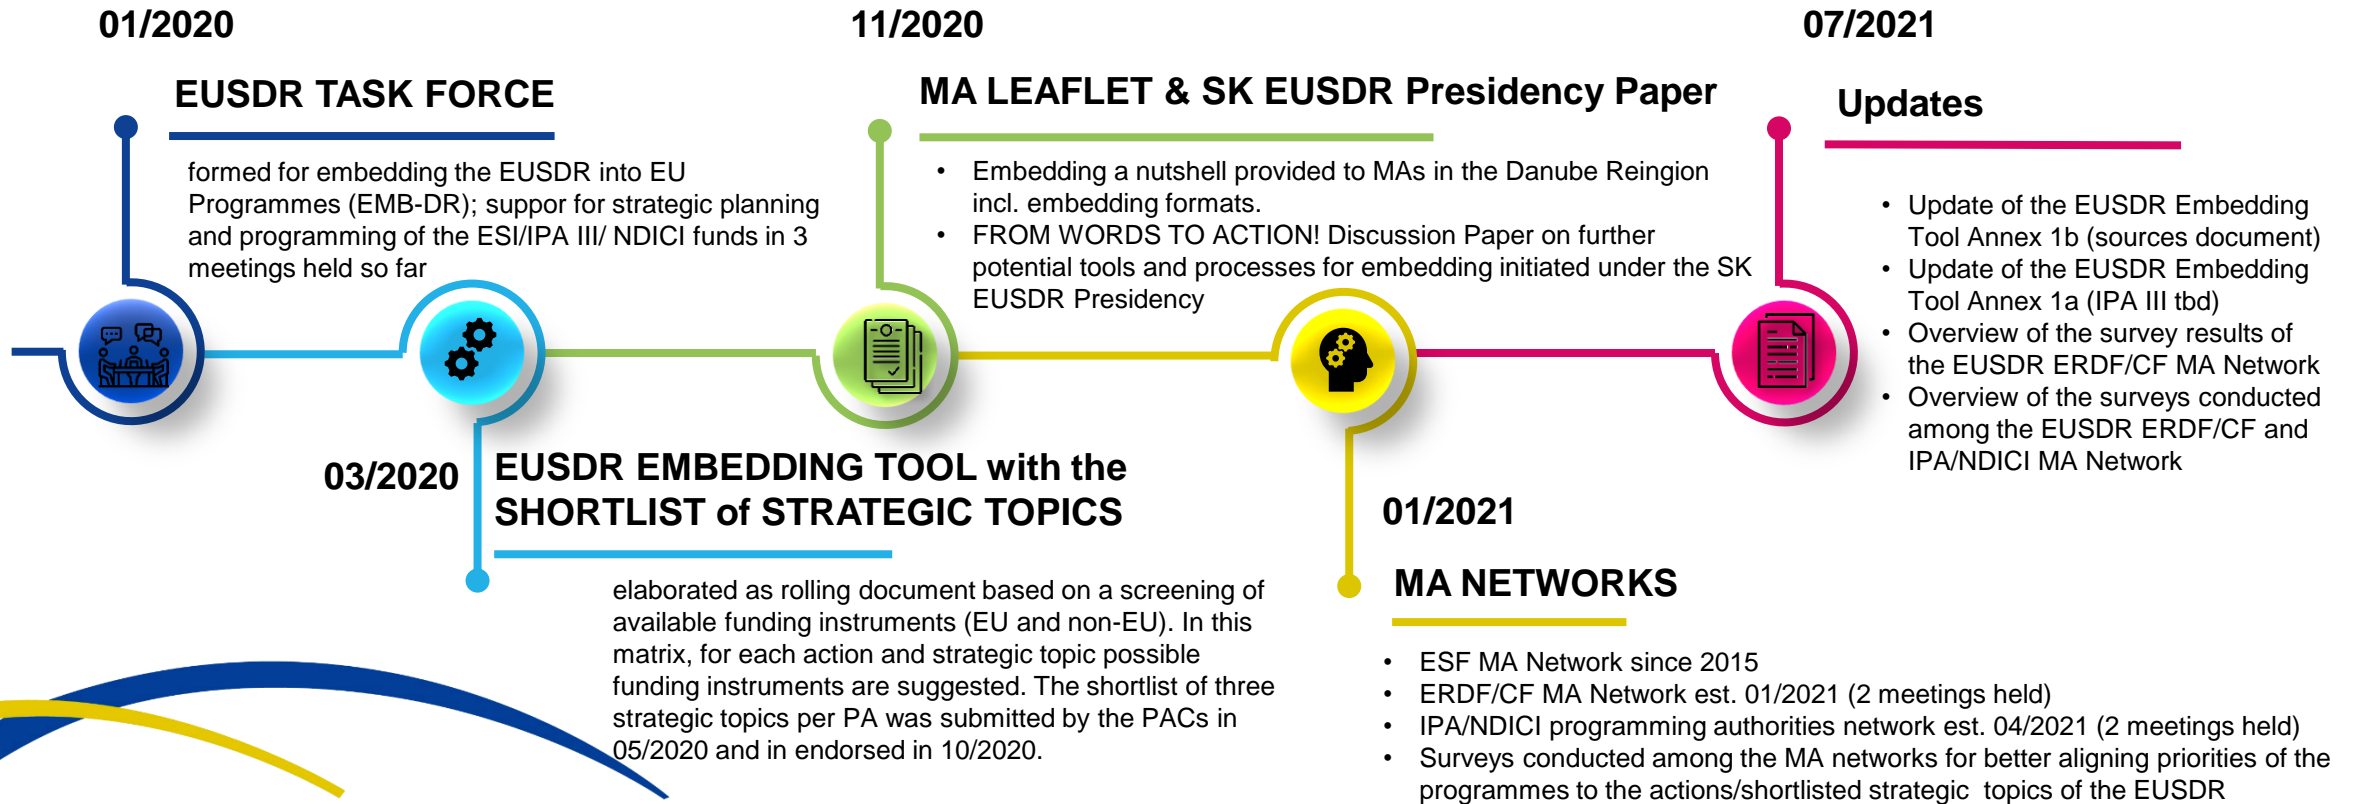 01/2020
EUSDR TASK FORCE
formed for embedding the EUSDR into EU
Programmes (EMB-DR); suppor for strategic planning
and programming of the ESI/IPA III/ NDICI funds in 3
meetings held so far
03/2020
EUSDR EMBEDDING TOOL with the
SHORTLIST of STRATEGIC TOPICS
elaborated as rolling document based on a screening of
available funding instruments (EU and non-EU). In this
matrix, for each action and strategic topic possible
funding instruments are suggested. The shortlist of three
strategic topics per PA was submitted by the PACs in
05/2020 and in endorsed in 10/2020.
11/2020
MA LEAFLET & SK EUSDR Presidency Paper
• Embedding a nutshell provided to MAs in the Danube Reingion
incl. embedding formats.
• FROM WORDS TO ACTION! Discussion Paper on further
potential tools and processes for embedding initiated under the SK
EUSDR Presidency
01/2021
MA NETWORKS
• ESF MA Network since 2015
• ERDF/CF MA Network est. 01/2021 (2 meetings held)
• IPA/NDICI programming authorities network est. 04/2021 (2 meetings held)
• Surveys conducted among the MA networks for better aligning priorities of the
programmes to the actions/shortlisted strategic topics of the EUSDR
07/2021
Updates
• Update of the EUSDR Embedding
Tool Annex 1b (sources document)
• Update of the EUSDR Embedding
Tool Annex 1a (IPA III tbd)
• Overview of the survey results of
the EUSDR ERDF/CF MA Network
• Overview of the surveys conducted
among the EUSDR ERDF/CF and
IPA/NDICI MA Network